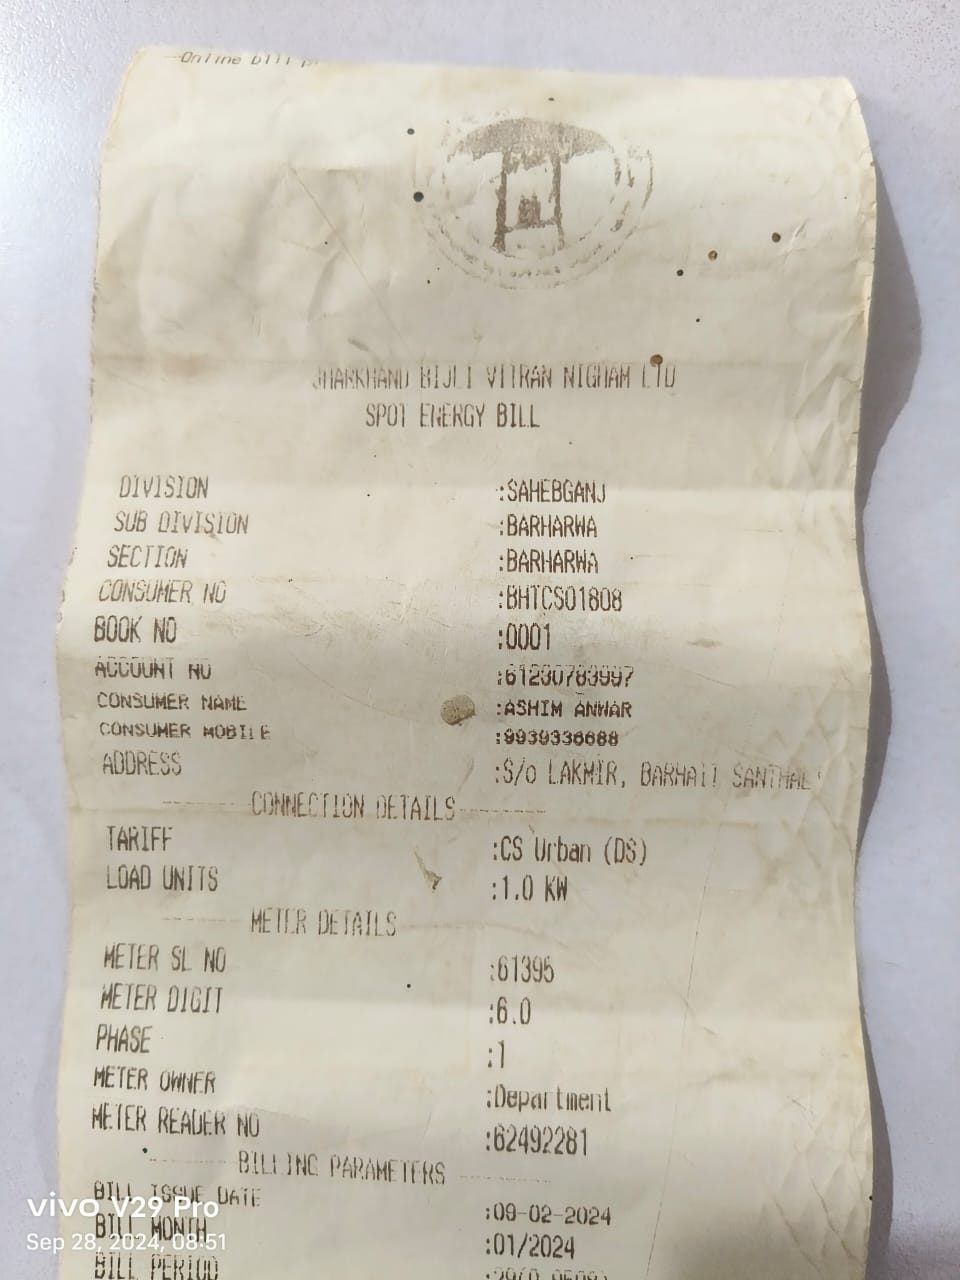 --Online bill
JHARKHAND BIJLI VITRAN NIGHAM LTD
SPOT ENERGY BILL
DIVISION :SAHEBGANJ
SUB DIVISION :BARHARWA
SECTION :BARHARWA
CONSUMER NO :BHTCS01808
BOOK NO :0001
ACCOUNT NO :61230783997
CONSUMER NAME :ASHIM ANWAR
CONSUMER MOBILE :9939336688
ADDRESS :S/o LAKMIR, BARHAIT SANTHAL
CONNECTION DETAILS
TARIFF :CS Urban (DS)
LOAD UNITS :1.0 KW
METER DETAILS
METER SL NO :61395
METER DIGIT :6.0
PHASE :1
METER OWNER :Department
METER READER NO :62492281
BILLING PARAMETERS
BILL ISSUE DATE :09-02-2024
BILL MONTH :01/2024
BILL PERIOD
vivo V29 Pro
Sep 28, 2024, 08:51